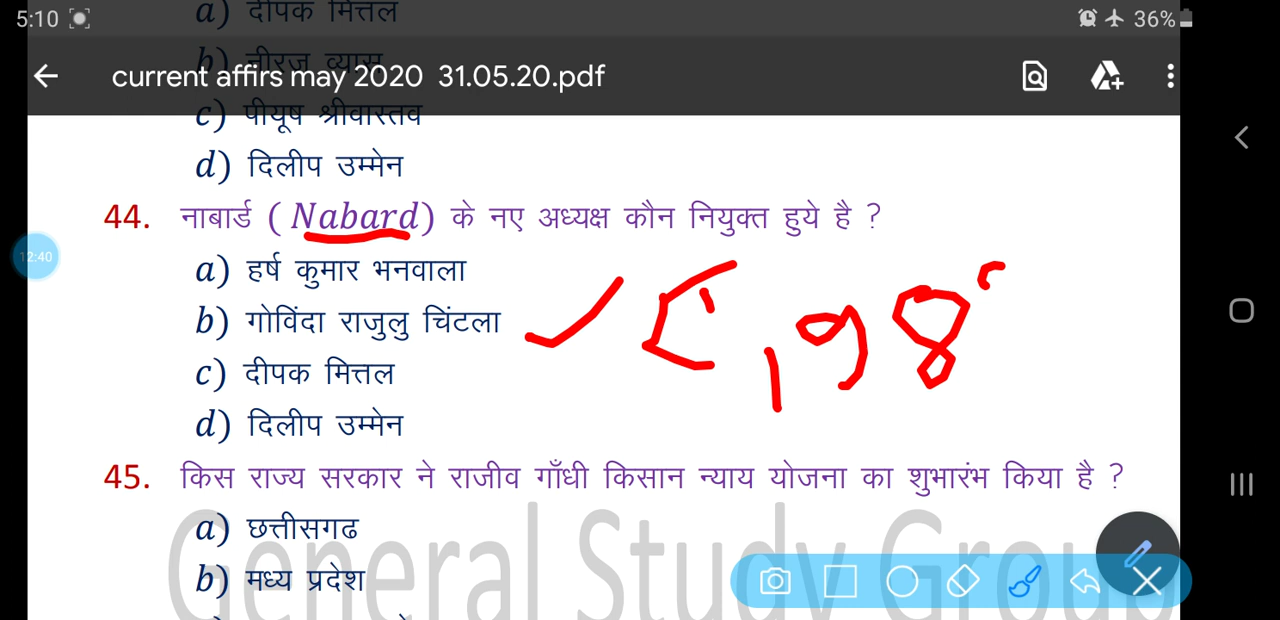 5:10 36%
a) दीपक मित्तल
b) नीरज व्यास
current affirs may 2020 31.05.20.pdf
c) पीयूष श्रीवास्तव
d) दिलीप उम्मेन
44. नाबार्ड ( Nabard) के नए अध्यक्ष कौन नियुक्त हुये है ?
12:40
a) हर्ष कुमार भनवाला
b) गोविंदा राजुलु चिंटला
c) दीपक मित्तल
d) दिलीप उम्मेन
45. किस राज्य सरकार ने राजीव गाँधी किसान न्याय योजना का शुभारंभ किया है ?
a) छत्तीसगढ
b) मध्य प्रदेश
General Study Group